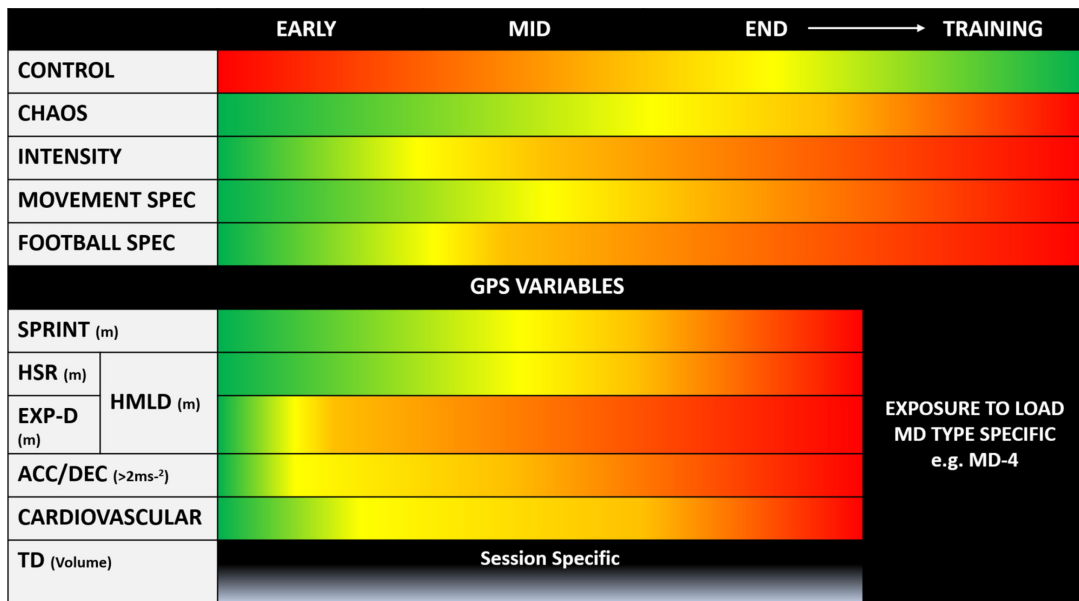 EARLY MID END TRAINING
CONTROL
CHAOS
INTENSITY
MOVEMENT SPEC
FOOTBALL SPEC
GPS VARIABLES
SPRINT (m)
HSR (m)
HMLD (m)
EXP-D
(m)
ACC/DEC (>2ms-²)
CARDIOVASCULAR
TD (Volume)
Session Specific
EXPOSURE TO LOAD
MD TYPE SPECIFIC
e.g. MD-4